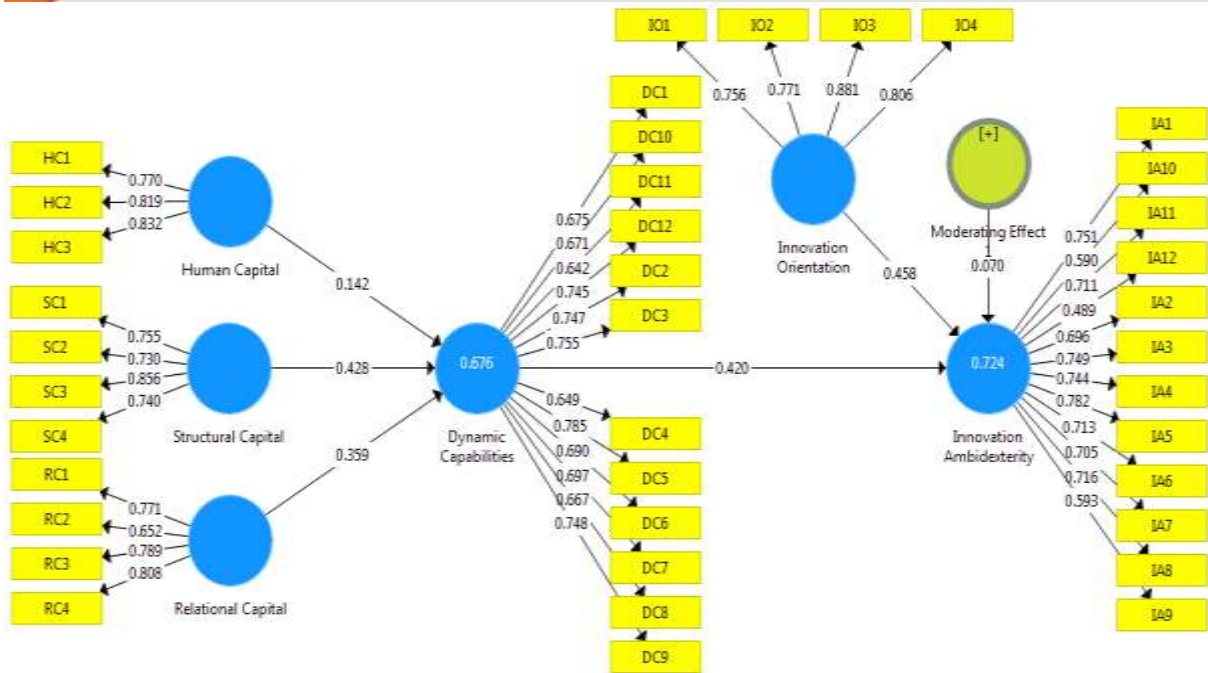 IO1
IO2
IO3
IO4
0.756
0.771
0.881
0.806
Innovation
Orientation
0.458
[+]
Moderating Effect
1
0.070
HC1
HC2
HC3
0.770
0.819
0.832
Human Capital
0.142
SC1
SC2
SC3
SC4
0.755
0.730
0.856
0.740
Structural Capital
0.428
RC1
RC2
RC3
RC4
0.771
0.652
0.789
0.808
Relational Capital
0.359
DC1
DC10
DC11
DC12
DC2
DC3
0.675
0.671
0.642
0.745
0.747
0.755
0.676
Dynamic
Capabilities
0.420
0.649
0.785
0.690
0.697
0.667
0.748
DC4
DC5
DC6
DC7
DC8
DC9
0.724
Innovation
Ambidexterity
0.751
0.590
0.711
0.489
0.696
0.749
0.744
0.782
0.713
0.705
0.716
0.593
IA1
IA10
IA11
IA12
IA2
IA3
IA4
IA5
IA6
IA7
IA8
IA9